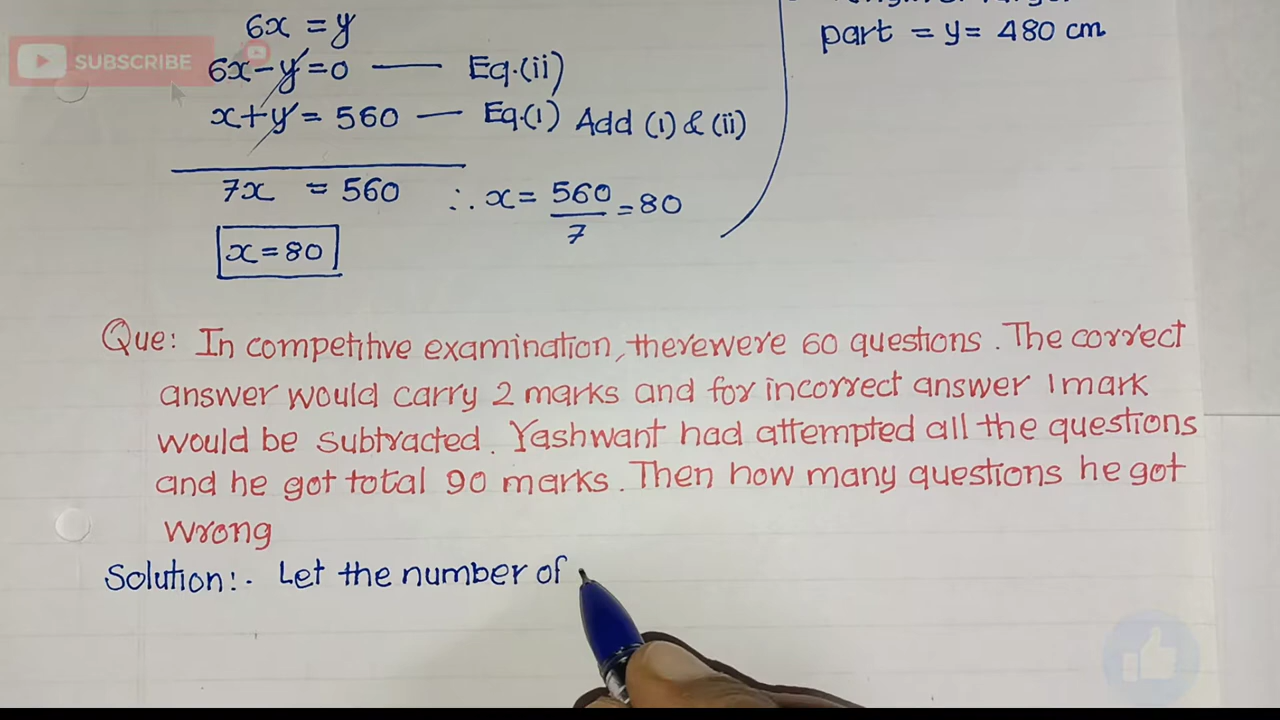 6x = y
part = y= 480 cm
SUBSCRIBE
6x-y=0 — Eq.(ii)
x+y= 560 — Eq.(1) Add (1) & (ii)
7x = 560 ∴ x= 560/7 =80
x=80
Que: In competitive examination, therewere 60 questions. The correct
answer would carry 2 marks and for incorrect answer 1 mark
would be subtracted. Yashwant had attempted all the questions
and he got total 90 marks. Then how many questions he got
wrong
Solution:- Let the number of